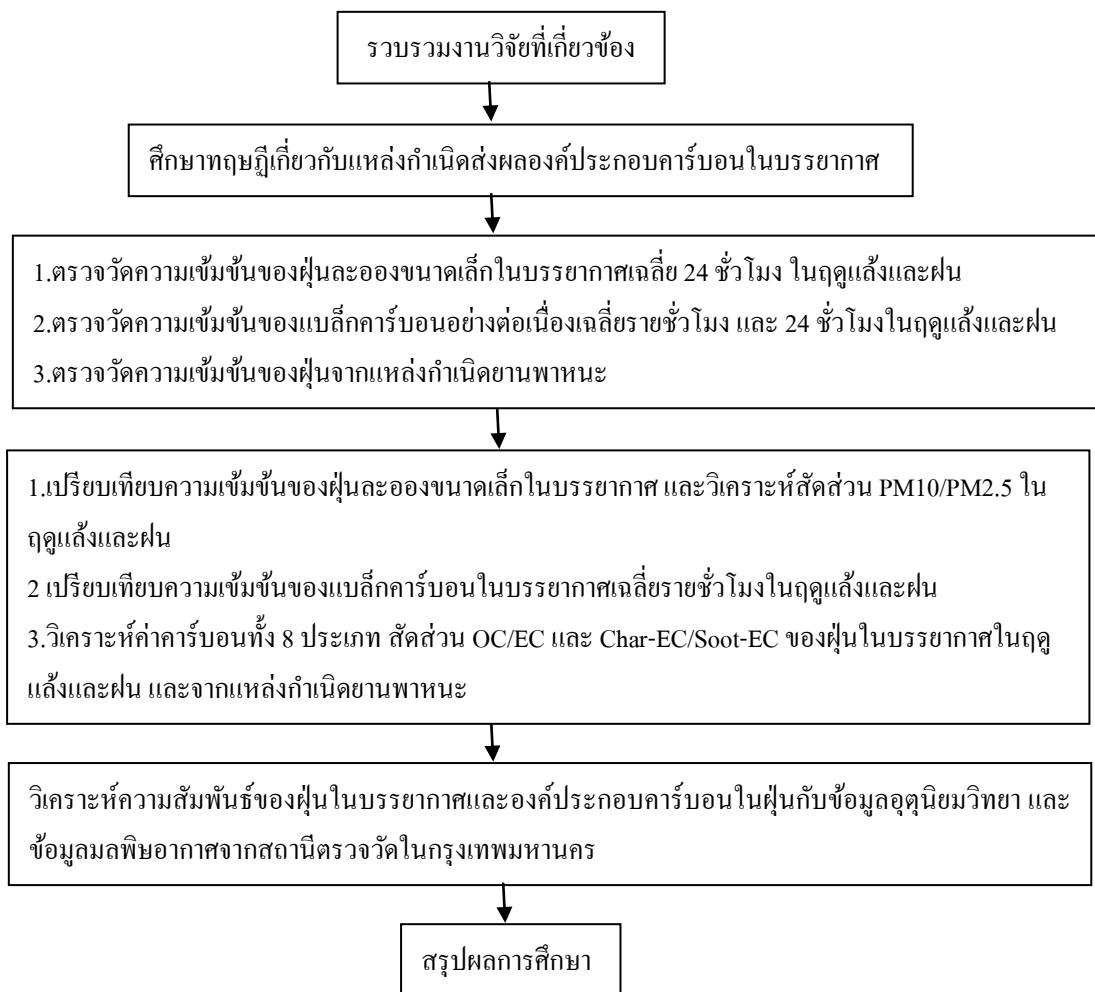 รวบรวมงานวิจัยที่เกี่ยวข้อง
ศึกษาทฤษฎีเกี่ยวกับแหล่งกำเนิดส่งผลองค์ประกอบคาร์บอนในบรรยากาศ
1.ตรวจวัดความเข้มข้นของฝุ่นละอองขนาดเล็กในบรรยากาศเฉลี่ย 24 ชั่วโมง ในฤดูแล้งและฝน
2.ตรวจวัดความเข้มข้นของแบล็กคาร์บอนอย่างต่อเนื่องเฉลี่ยรายชั่วโมง และ 24 ชั่วโมงในฤดูแล้งและฝน
3.ตรวจวัดความเข้มข้นของฝุ่นจากแหล่งกำเนิดยานพาหนะ
1.เปรียบเทียบความเข้มข้นของฝุ่นละอองขนาดเล็กในบรรยากาศ และวิเคราะห์สัดส่วน PM10/PM2.5 ใน
ฤดูแล้งและฝน
2 เปรียบเทียบความเข้มข้นของแบล็กคาร์บอนในบรรยากาศเฉลี่ยรายชั่วโมงในฤดูแล้งและฝน
3.วิเคราะห์ค่าคาร์บอนทั้ง 8 ประเภท สัดส่วน OC/EC และ Char-EC/Soot-EC ของฝุ่นในบรรยากาศในฤดู
แล้งและฝน และจากแหล่งกำเนิดยานพาหนะ
วิเคราะห์ความสัมพันธ์ของฝุ่นในบรรยากาศและองค์ประกอบคาร์บอนในฝุ่นกับข้อมูลอุตุนิยมวิทยา และ
ข้อมูลมลพิษอากาศจากสถานีตรวจวัดในกรุงเทพมหานคร
สรุปผลการศึกษา